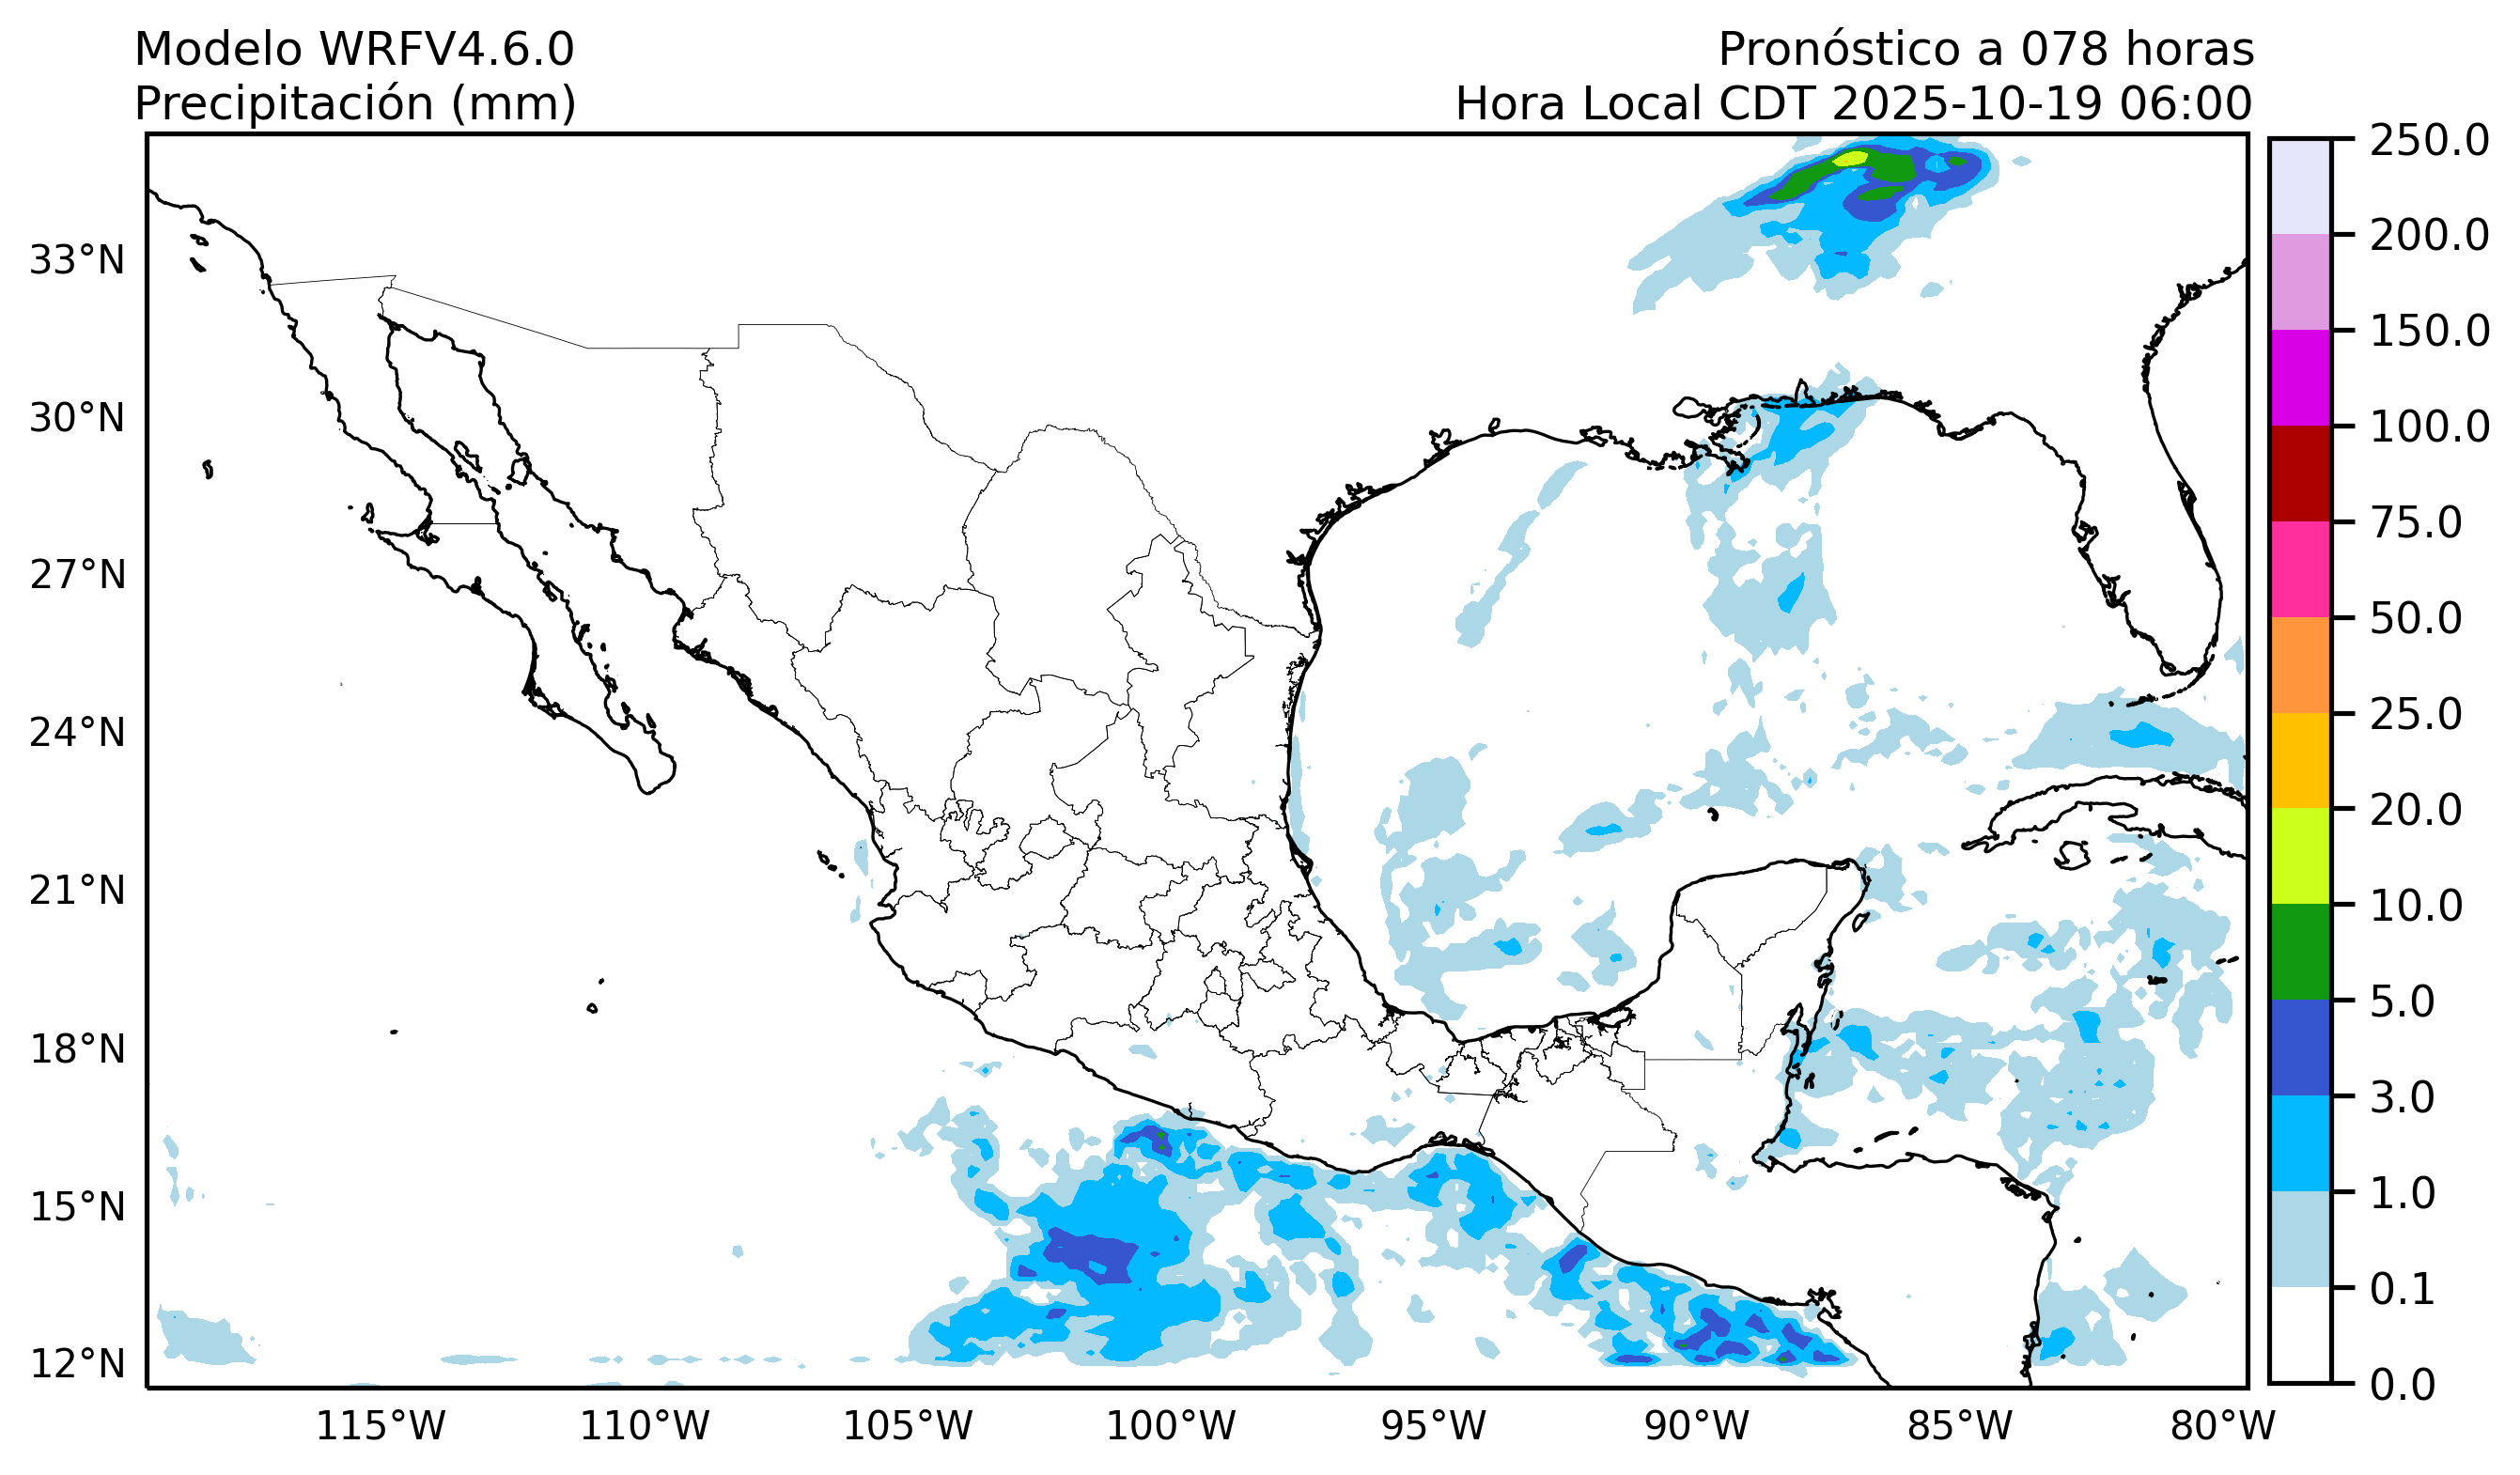 Modelo WRFV4.6.0
Precipitación (mm)
Pronóstico a 078 horas
Hora Local CDT 2025-10-19 06:00
33°N
30°N
27°N
24°N
21°N
18°N
15°N
12°N
115°W
110°W
105°W
100°W
95°W
90°W
85°W
80°W
250.0
200.0
150.0
100.0
75.0
50.0
25.0
20.0
10.0
5.0
3.0
1.0
0.1
0.0